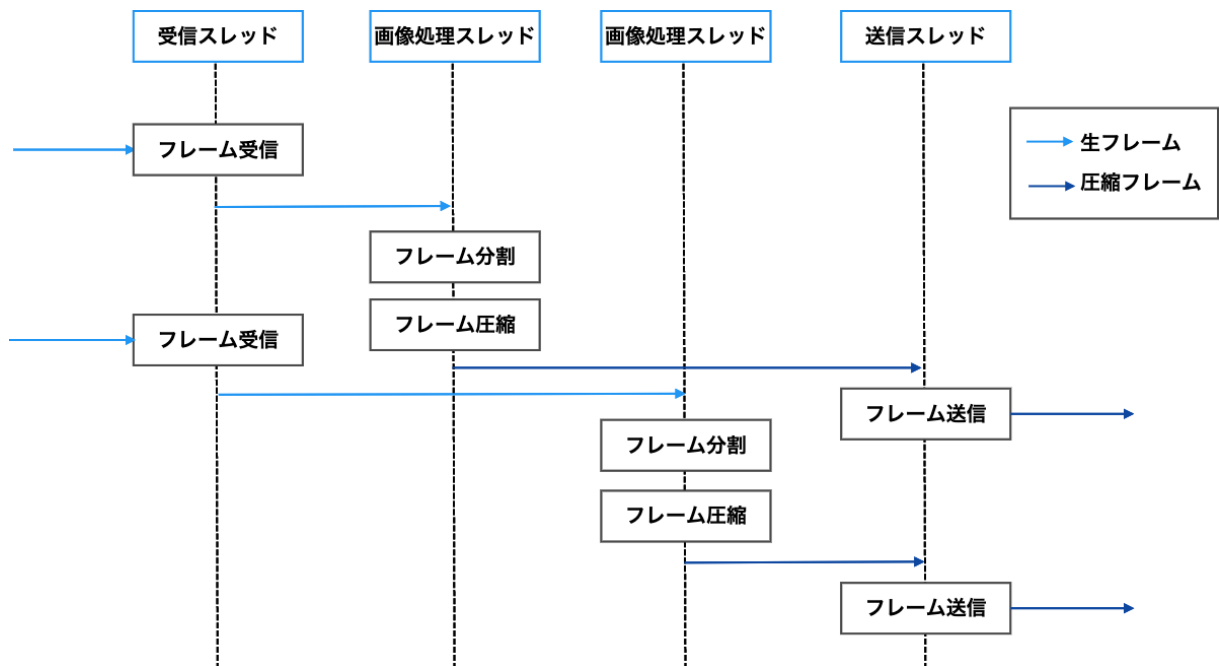 受信スレッド
画像処理スレッド
画像処理スレッド
送信スレッド
フレーム受信
生フレーム
圧縮フレーム
フレーム分割
フレーム圧縮
フレーム受信
フレーム送信
フレーム分割
フレーム圧縮
フレーム送信